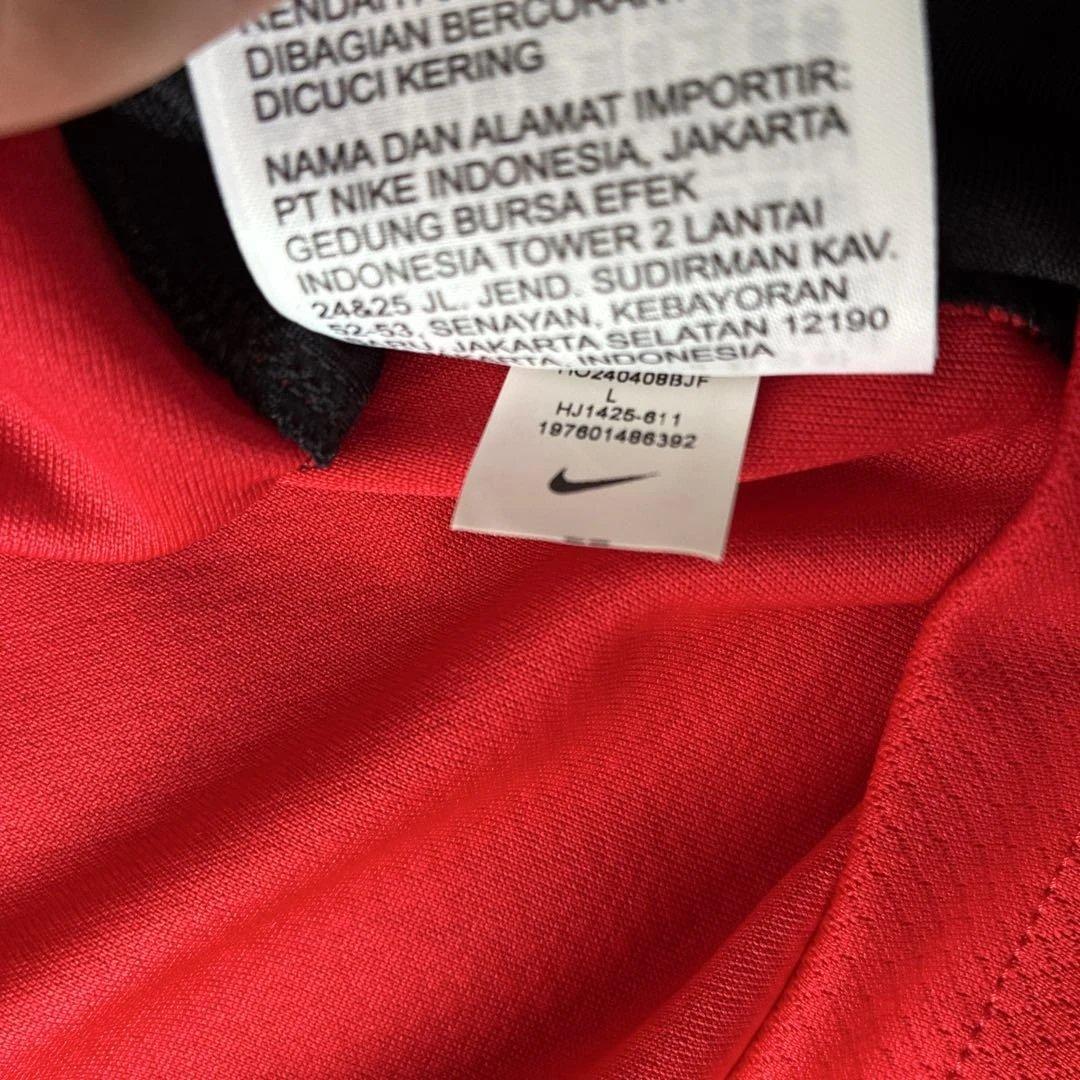 DIBAGIAN
DICUCI KERING
NAMA DAN ALAMAT IMPORTIR:
PT NIKE INDONESIA, JAKARTA
GEDUNG BURSA EFEK
INDONESIA TOWER 2 LANTAI
24&25 JL. JEND. SUDIRMAN KAV.
52-53, SENAYAN, KEBAYORAN
JAKARTA SELATAN 12190
INDONESIA
L
HJ1425-611
197601486392